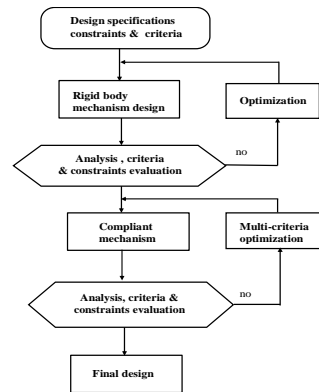 Design specifications
constraints & criteria
Rigid body
mechanism design
Optimization
Analysis , criteria
& constraints evaluation
no
Compliant
mechanism
Multi-criteria
optimization
Analysis, criteria &
constraints evaluation
no
Final design